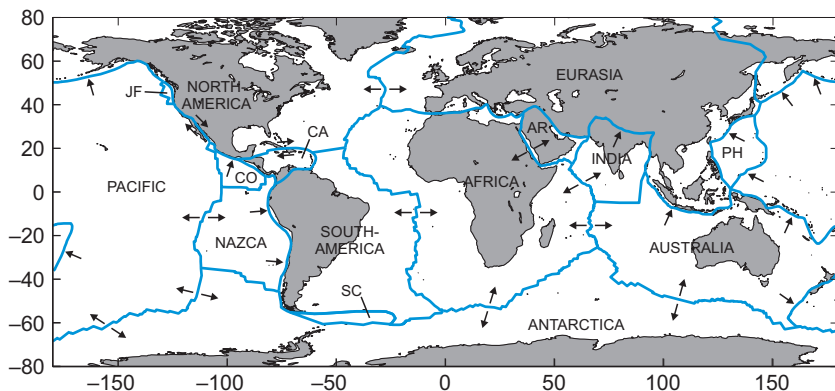 80
60
40
20
0
−20
−40
−60
−80
−150
−100
−50
0
50
100
150
JF
NORTH-
AMERICA
EURASIA
CA
AR
PH
INDIA
PACIFIC
CO
AFRICA
NAZCA
SOUTH-
AMERICA
AUSTRALIA
SC
ANTARCTICA